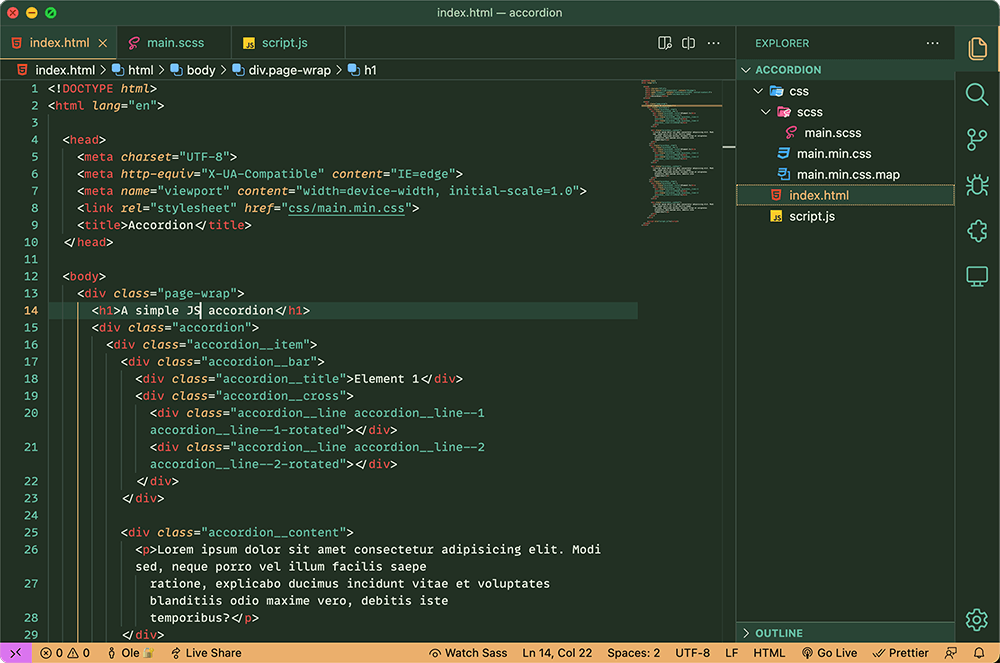 index.html — accordion
index.html
main.scss
JS script.js
···
index.html > html > body > div.page-wrap > h1
1 <!DOCTYPE html>
2 <html lang="en">
3
4 <head>
5 <meta charset="UTF-8">
6 <meta http-equiv="X-UA-Compatible" content="IE=edge">
7 <meta name="viewport" content="width=device-width, initial-scale=1.0">
8 <link rel="stylesheet" href="css/main.min.css">
9 <title>Accordion</title>
10 </head>
11
12 <body>
13 <div class="page-wrap">
14 <h1>A simple JS accordion</h1>
15 <div class="accordion">
16 <div class="accordion__item">
17 <div class="accordion__bar">
18 <div class="accordion__title">Element 1</div>
19 <div class="accordion__cross">
20 <div class="accordion__line accordion__line--1
accordion__line--1-rotated"></div>
21 <div class="accordion__line accordion__line--2
accordion__line--2-rotated"></div>
22 </div>
23 </div>
24
25 <div class="accordion__content">
26 <p>Lorem ipsum dolor sit amet consectetur adipisicing elit. Modi
sed, neque porro vel illum facilis saepe
27 ratione, explicabo ducimus incidunt vitae et voluptates
blanditiis odio maxime vero, debitis iste
28 temporibus?</p>
29 </div>
EXPLORER ···
ACCORDION
css
scss
main.scss
main.min.css
main.min.css.map
index.html
JS script.js
OUTLINE
0 0 Ole Live Share Watch Sass Ln 14, Col 22 Spaces: 2 UTF-8 LF HTML Go Live Prettier